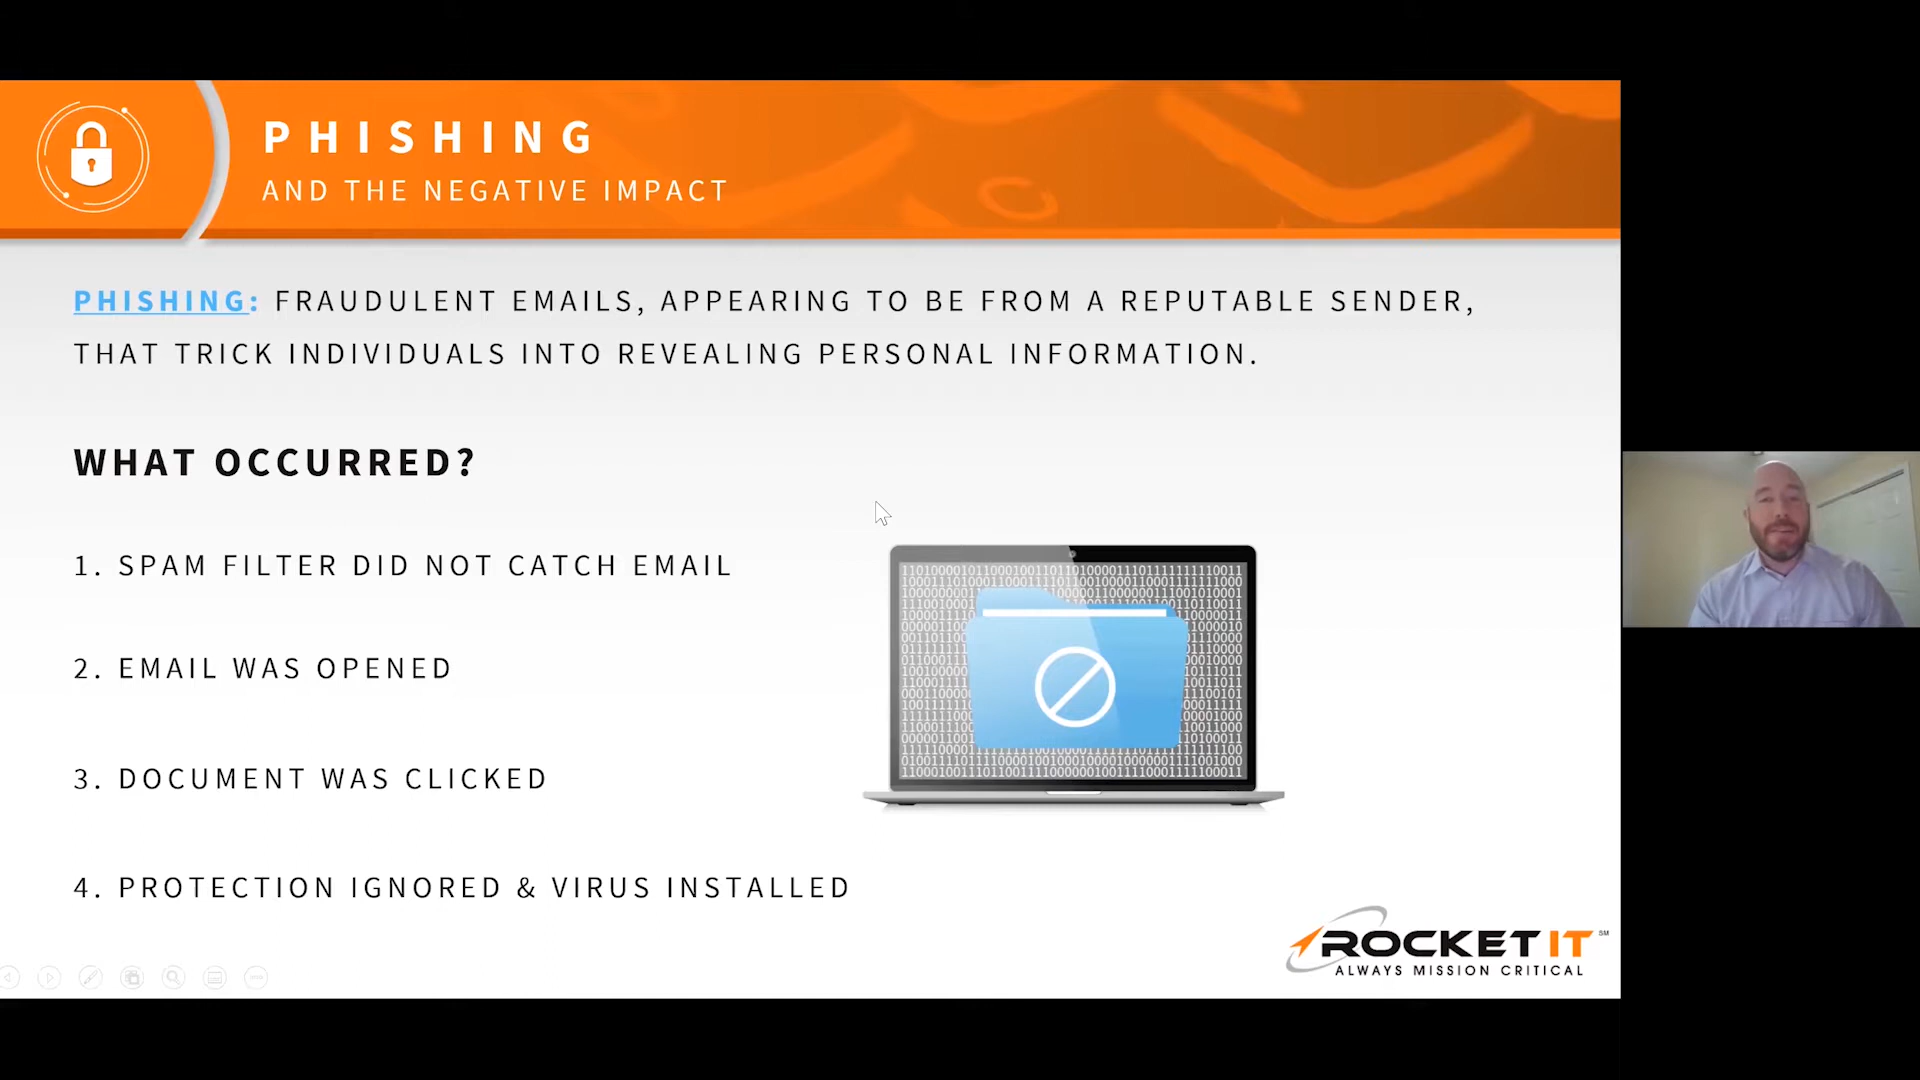 PHISHING
AND THE NEGATIVE IMPACT
PHISHING: FRAUDULENT EMAILS, APPEARING TO BE FROM A REPUTABLE SENDER,
THAT TRICK INDIVIDUALS INTO REVEALING PERSONAL INFORMATION.
WHAT OCCURRED?
1. SPAM FILTER DID NOT CATCH EMAIL
2. EMAIL WAS OPENED
3. DOCUMENT WAS CLICKED
4. PROTECTION IGNORED & VIRUS INSTALLED
ROCKET IT SM
ALWAYS MISSION CRITICAL